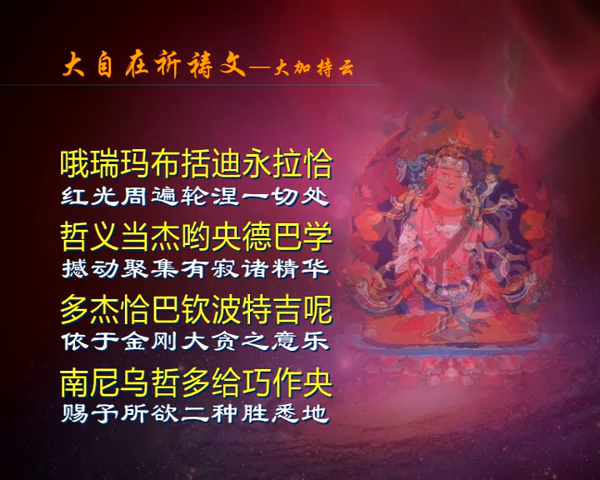 大自在祈祷文—大加持云
哦瑞玛布括迪永拉恰
红光周遍轮涅一切处
哲义当杰哟央德巴学
撼动聚集有寂诸精华
多杰恰巴钦波特吉呢
依于金刚大贪之意乐
南尼乌哲多给巧作央
赐予所欲二种胜悉地